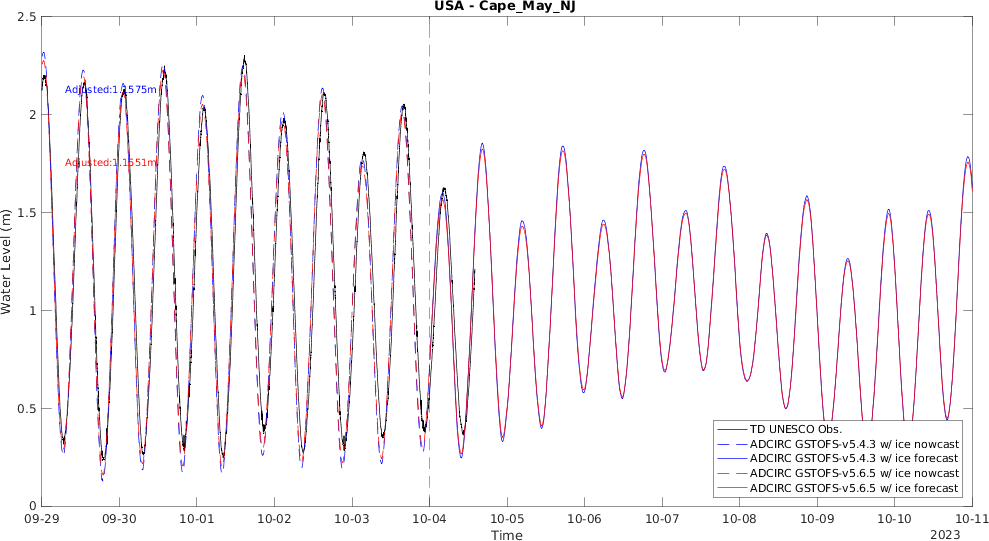 USA - Cape_May_NJ
2.5
2
1.5
1
0.5
0
Water Level (m)
Adjusted:1.1575m
Adjusted:1.1551m
TD UNESCO Obs.
ADCIRC GSTOFS-v5.4.3 w/ ice nowcast
ADCIRC GSTOFS-v5.4.3 w/ ice forecast
ADCIRC GSTOFS-v5.6.5 w/ ice nowcast
ADCIRC GSTOFS-v5.6.5 w/ ice forecast
09-29 09-30 10-01 10-02 10-03 10-04 10-05 10-06 10-07 10-08 10-09 10-10 10-11
Time
2023